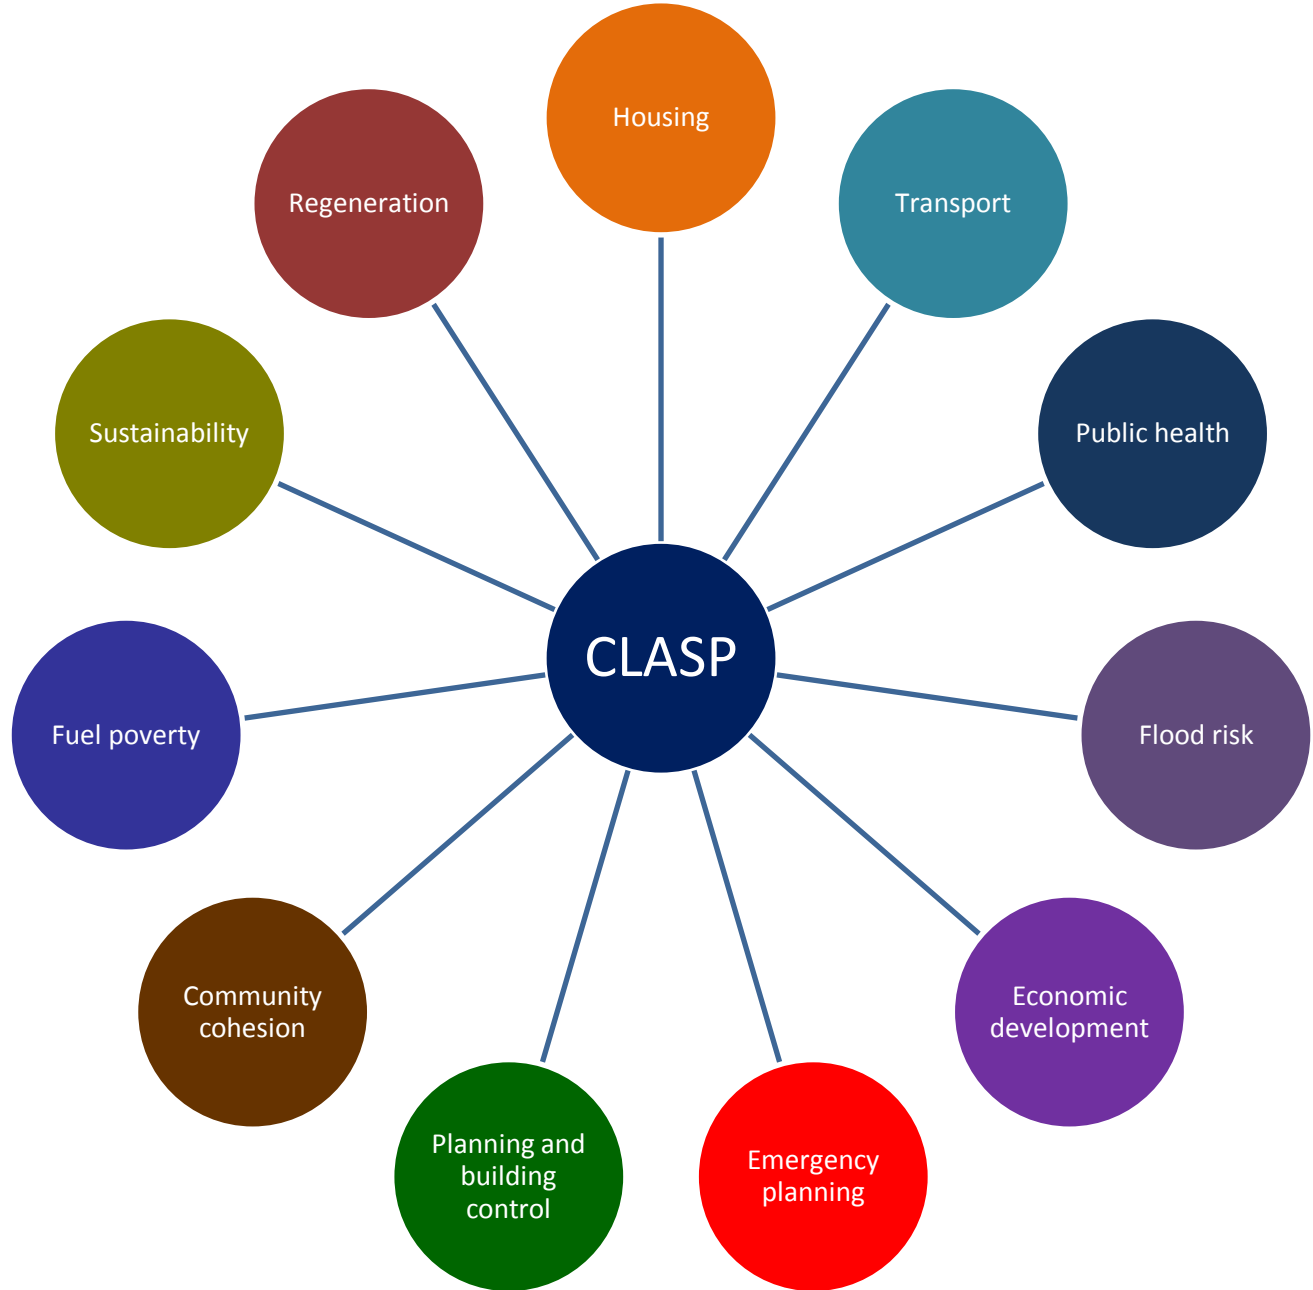 Housing
Transport
Public health
Flood risk
Economic
development
Emergency
planning
Planning and
building
control
Community
cohesion
Fuel poverty
Sustainability
Regeneration
CLASP